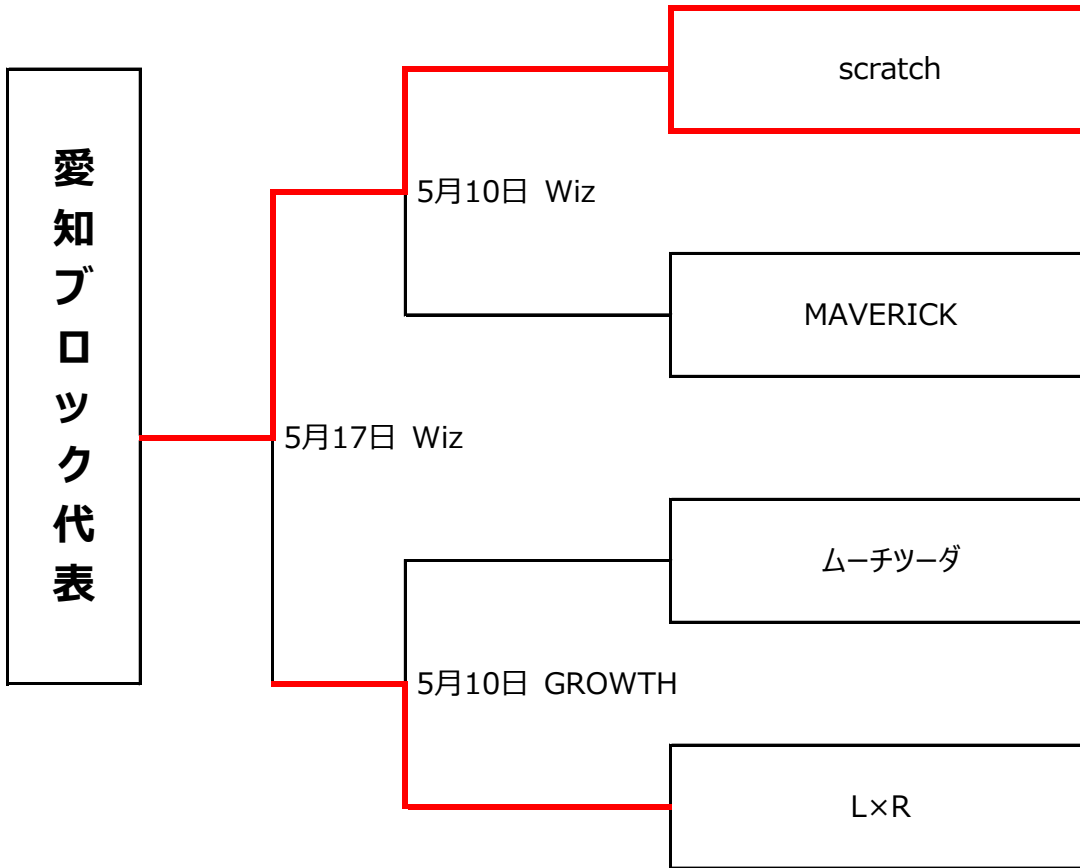 愛知ブロック代表
scratch
5月10日 Wiz
MAVERICK
5月17日 Wiz
ムーチツーダ
5月10日 GROWTH
L×R